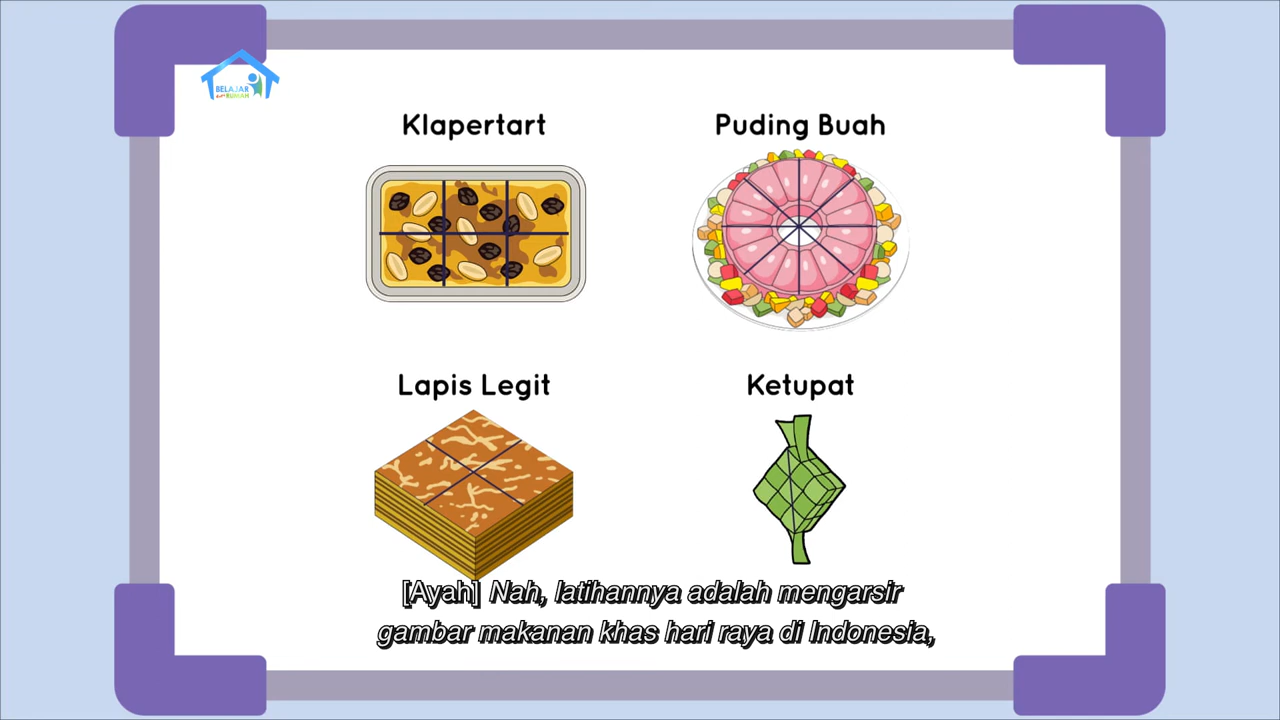 BELAJAR
dari RUMAH
Klapertart
Puding Buah
Lapis Legit
Ketupat
[Ayah] Nah, latihannya adalah mengarsir
gambar makanan khas hari raya di Indonesia,